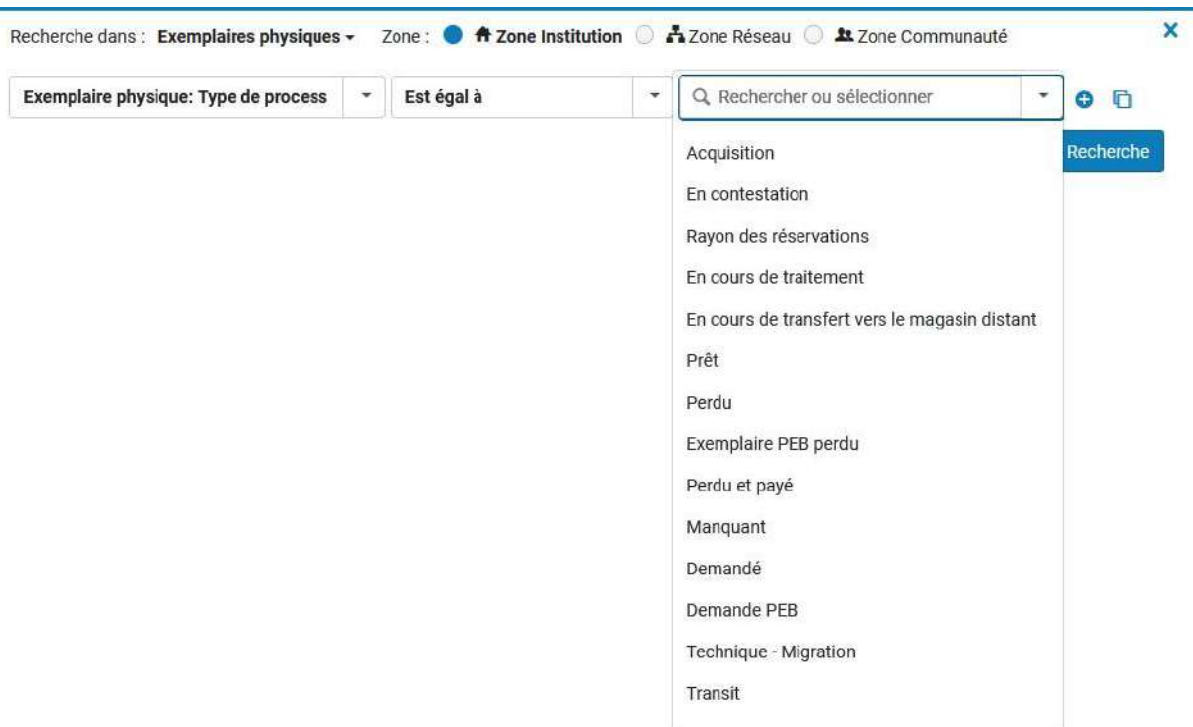 Recherche dans : Exemplaires physiques Zone : Zone Institution Zone Réseau Zone Communauté
Exemplaire physique: Type de process Est égal à Rechercher ou sélectionner
Recherche
Acquisition
En contestation
Rayon des réservations
En cours de traitement
En cours de transfert vers le magasin distant
Prêt
Perdu
Exemplaire PEB perdu
Perdu et payé
Manquant
Demandé
Demande PEB
Technique - Migration
Transit